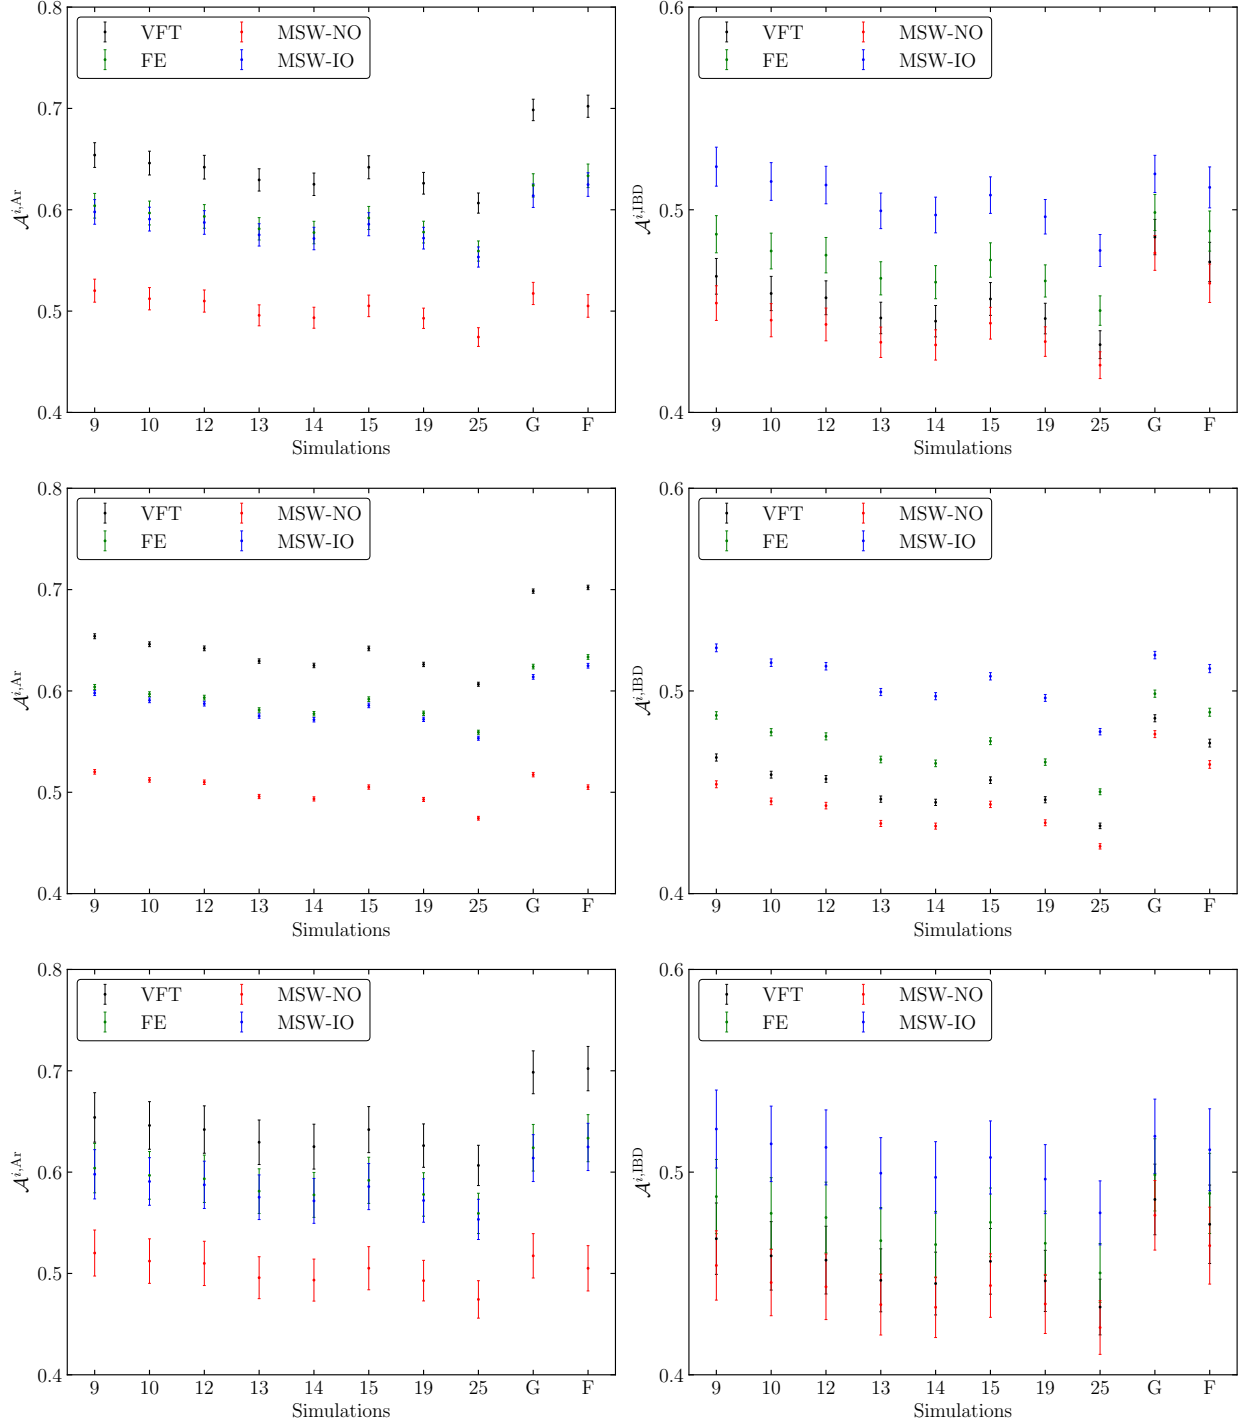 0.8
0.7
0.6
0.5
0.4
𝒜^{i,Ar}
VFT MSW-NO
FE MSW-IO
9 10 12 13 14 15 19 25 G F
Simulations
0.6
0.5
0.4
𝒜^{i,IBD}
VFT MSW-NO
FE MSW-IO
9 10 12 13 14 15 19 25 G F
Simulations
0.8
0.7
0.6
0.5
0.4
𝒜^{i,Ar}
VFT MSW-NO
FE MSW-IO
9 10 12 13 14 15 19 25 G F
Simulations
0.6
0.5
0.4
𝒜^{i,IBD}
VFT MSW-NO
FE MSW-IO
9 10 12 13 14 15 19 25 G F
Simulations
0.8
0.7
0.6
0.5
0.4
𝒜^{i,Ar}
VFT MSW-NO
FE MSW-IO
9 10 12 13 14 15 19 25 G F
Simulations
0.6
0.5
0.4
𝒜^{i,IBD}
VFT MSW-NO
FE MSW-IO
9 10 12 13 14 15 19 25 G F
Simulations